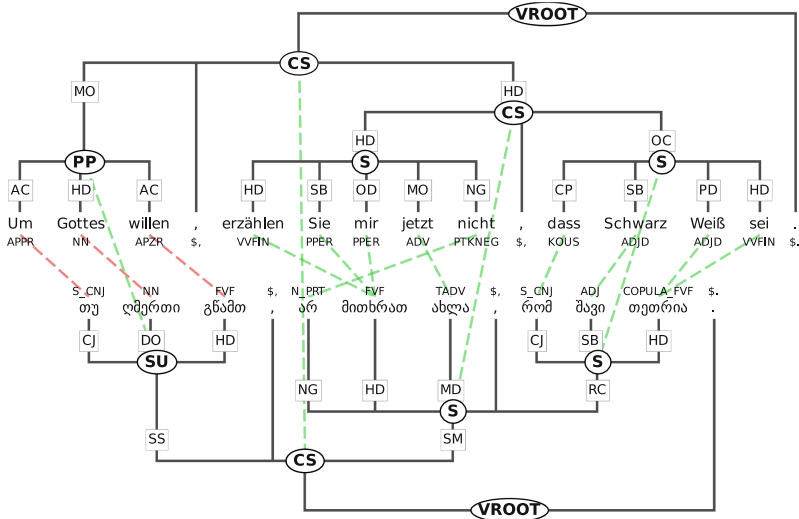 VROOT
CS
MO HD
CS
HD OC
PP S S
AC HD AC HD SB OD MO NG CP SB PD HD
Um Gottes willen , erzählen Sie mir jetzt nicht , dass Schwarz Weiß sei .
APPR NN APZR $, VVFIN PPER PPER ADV PTKNEG $, KOUS ADJD ADJD VVFIN $.
S_CNJ NN FVF $, N_PRT FVF TADV $, S_CNJ ADJ COPULA_FVF $.
თუ ღმერთი გწამთ , არ მითხრათ ახლა , რომ შავი თეთრია .
CJ DO HD CJ SB HD
SU S
NG HD MD RC
S
SS SM
CS
VROOT